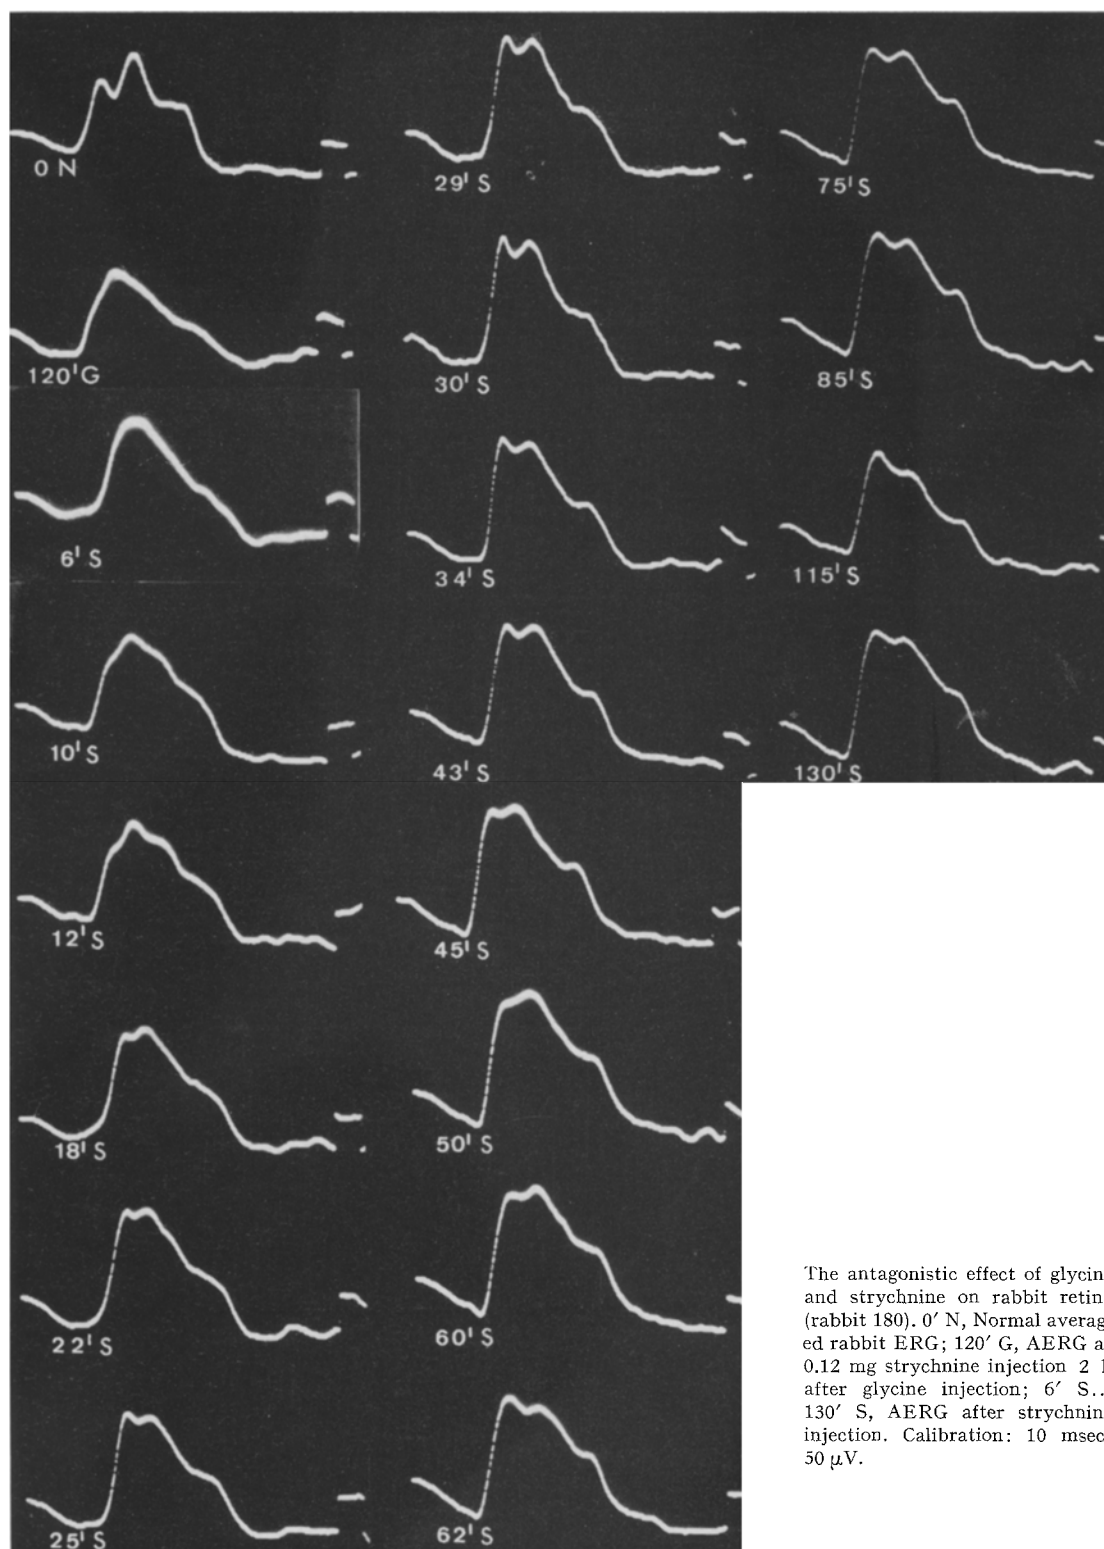 0 N
120'G
6' S
10' S
12' S
18' S
22' S
25' S
29' S
30' S
34' S
43' S
45' S
50' S
60' S
62' S
75' S
85' S
115' S
130' S
The antagonistic effect of
and strychnine on rabbit
(rabbit 180). 0′ N, Normal averag
ed rabbit ERG; 120′ G, AERG
0.12 mg strychnine injection 2
after glycine injection; 6′ S..
130′ S, AERG after
injection. Calibration: 10 msec
50 μV.